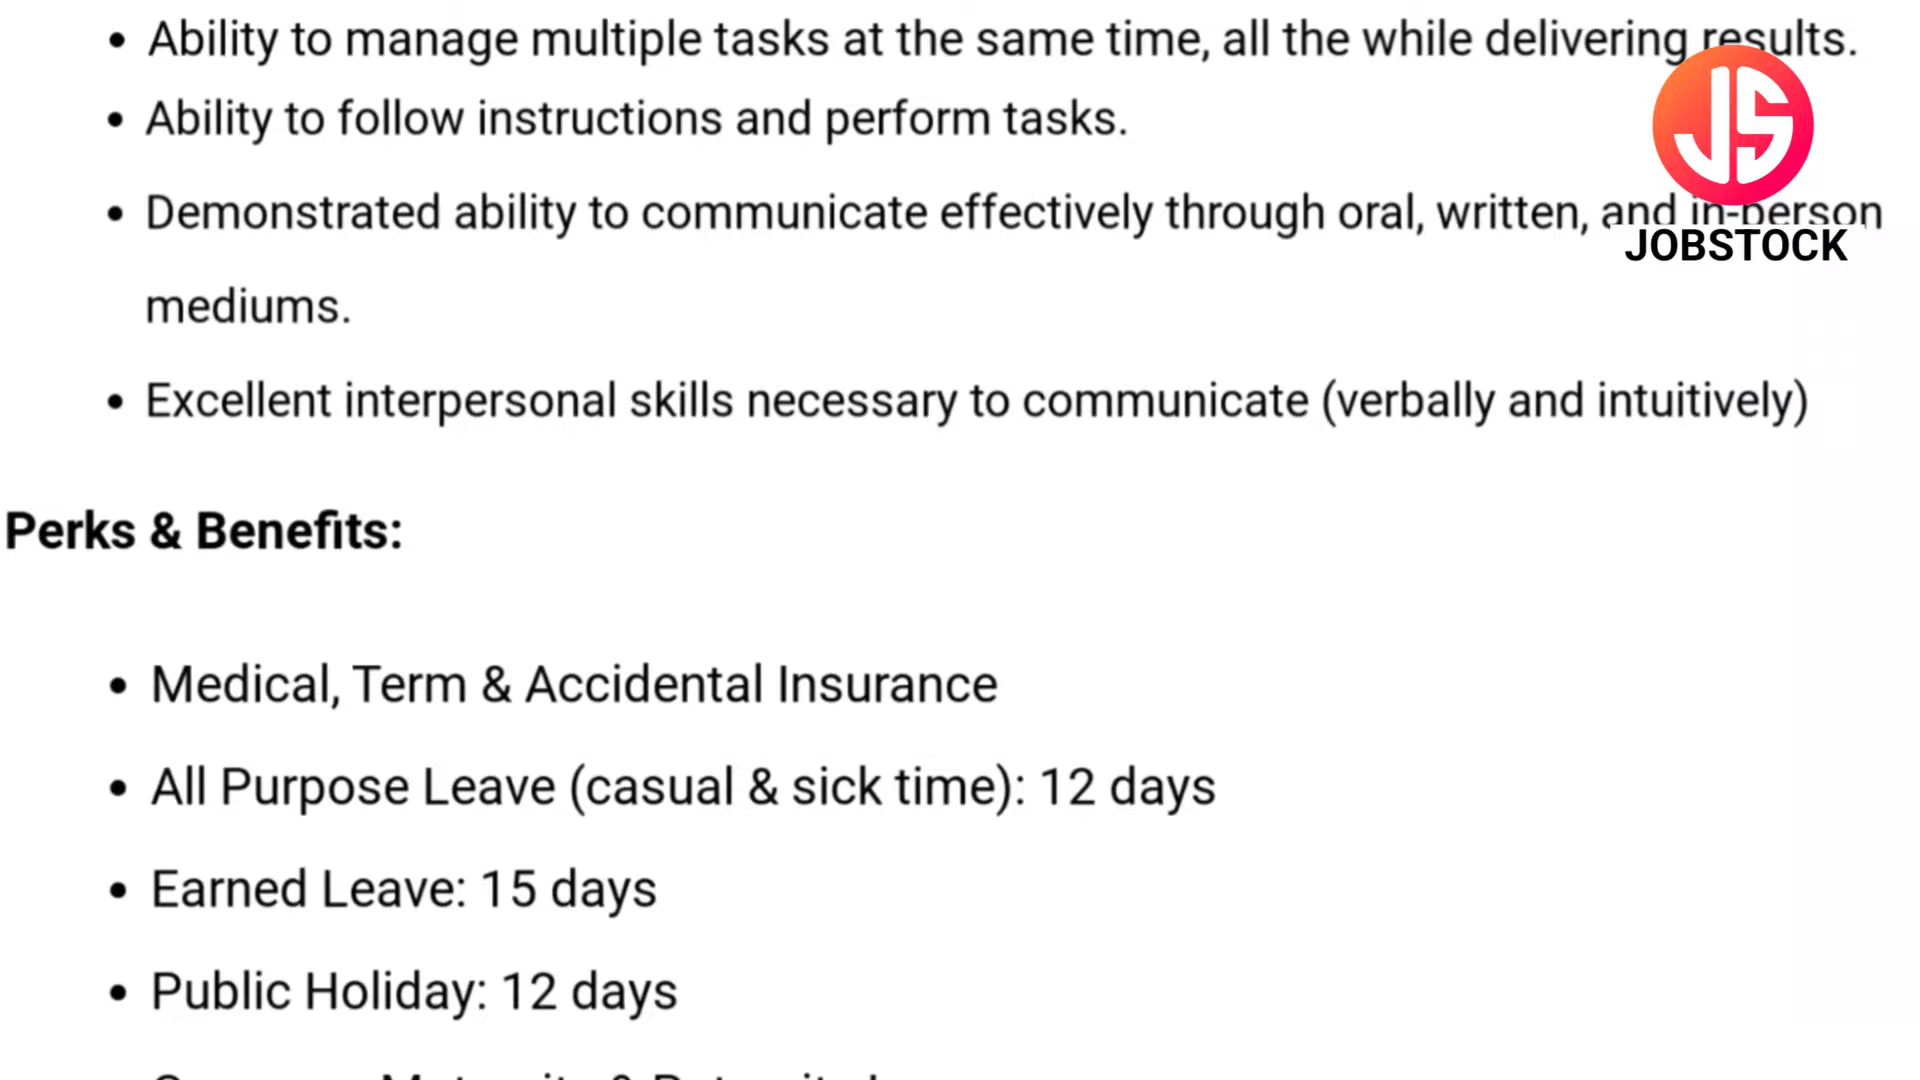 • Ability to manage multiple tasks at the same time, all the while delivering results.
• Ability to follow instructions and perform tasks.
• Demonstrated ability to communicate effectively through oral, written, and in-person
mediums.
• Excellent interpersonal skills necessary to communicate (verbally and intuitively)
JS
JOBSTOCK
Perks & Benefits:
• Medical, Term & Accidental Insurance
• All Purpose Leave (casual & sick time): 12 days
• Earned Leave: 15 days
• Public Holiday: 12 days